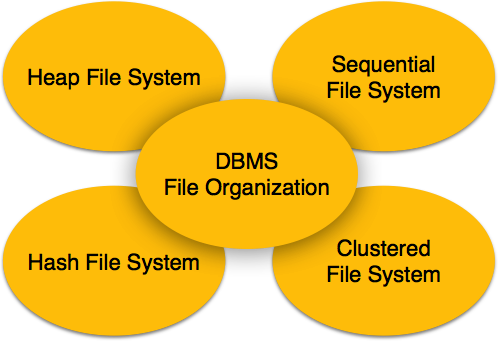 Heap File System
Sequential
File System
DBMS
File Organization
Hash File System
Clustered
File System